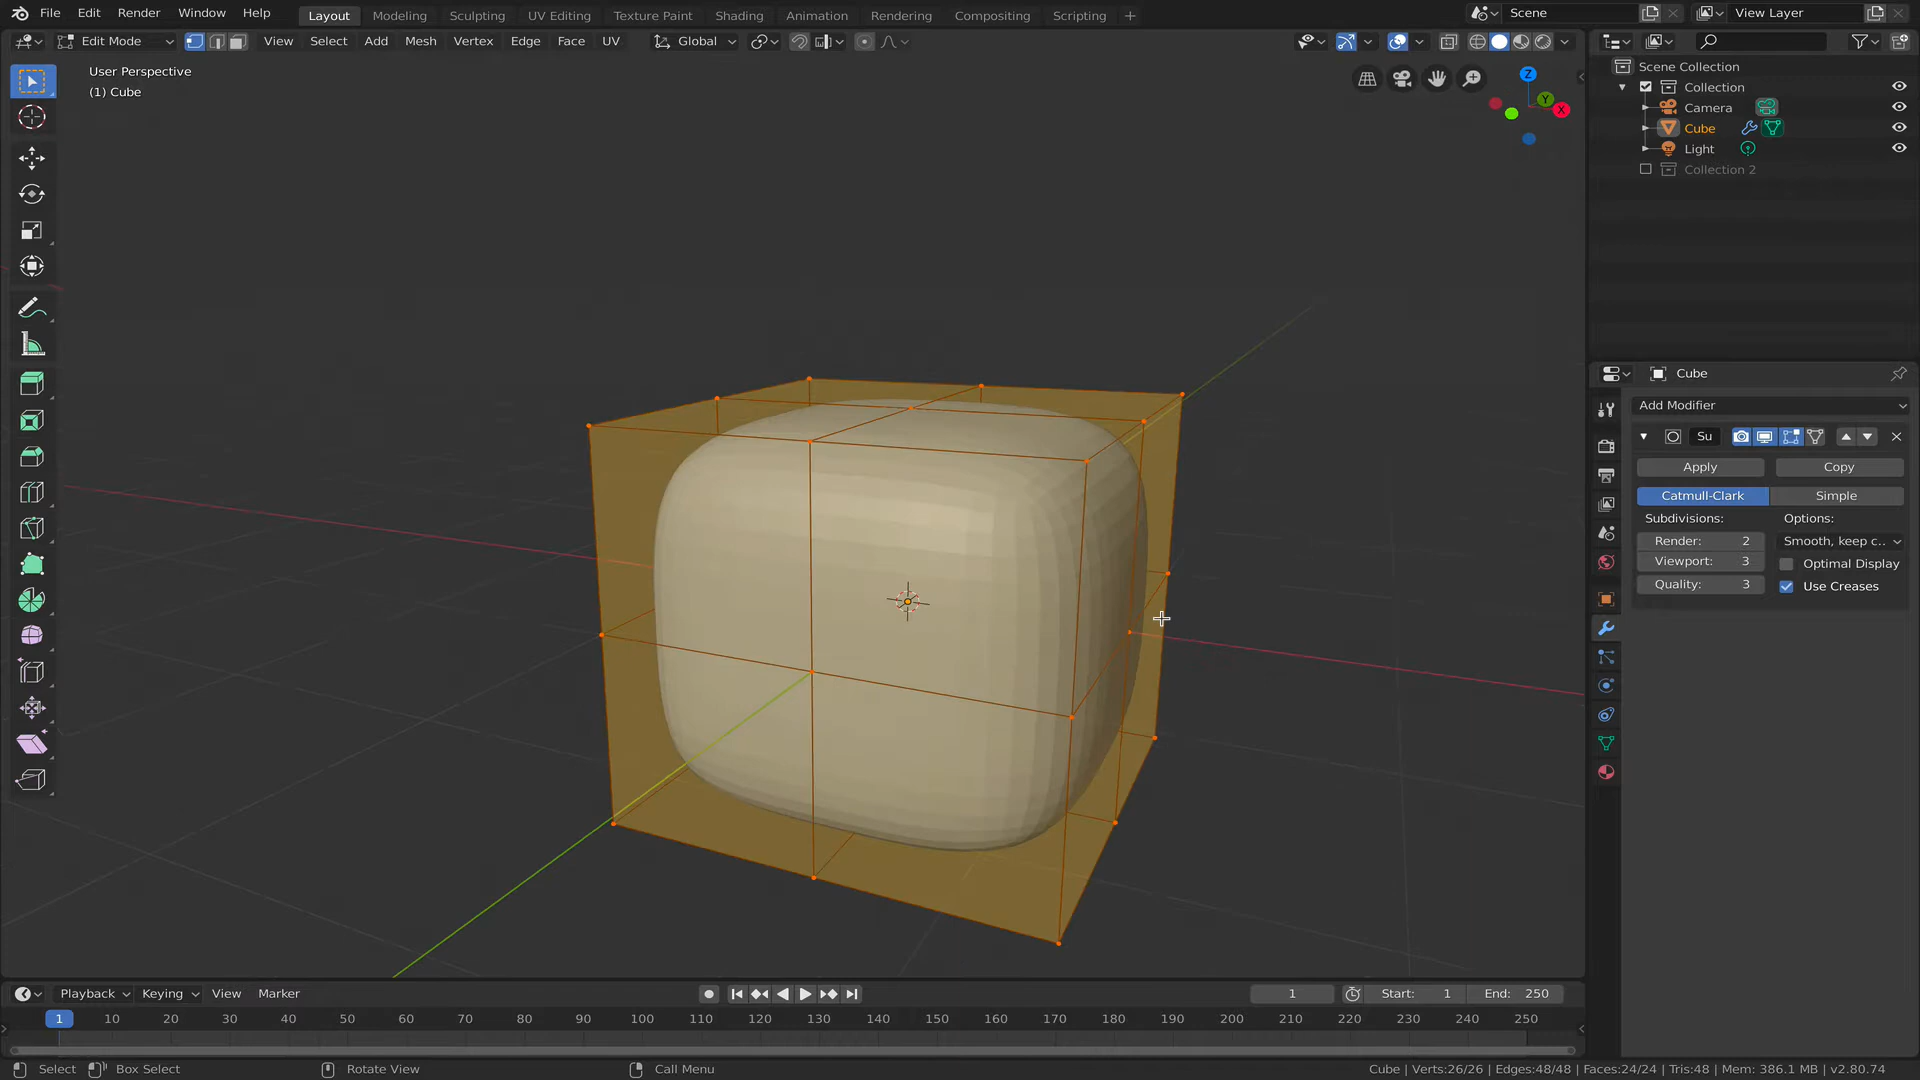 File Edit Render Window Help Layout Modeling Sculpting UV Editing Texture Paint Shading Animation Rendering Compositing Scripting + Scene View Layer
Edit Mode View Select Add Mesh Vertex Edge Face UV Global
User Perspective
(1) Cube
Z
Y
X
Scene Collection
Collection
Camera
Cube
Light
Collection 2
Cube
Add Modifier
Su
Apply Copy
Catmull-Clark Simple
Subdivisions: Options:
Render: 2 Smooth, keep c..
Viewport: 3 Optimal Display
Quality: 3 Use Creases
Playback Keying View Marker 1 Start: 1 End: 250
1 10 20 30 40 50 60 70 80 90 100 110 120 130 140 150 160 170 180 190 200 210 220 230 240 250
Select Box Select Rotate View Call Menu Cube | Verts:26/26 | Edges:48/48 | Faces:24/24 | Tris:48 | Mem: 386.1 MB | v2.80.74